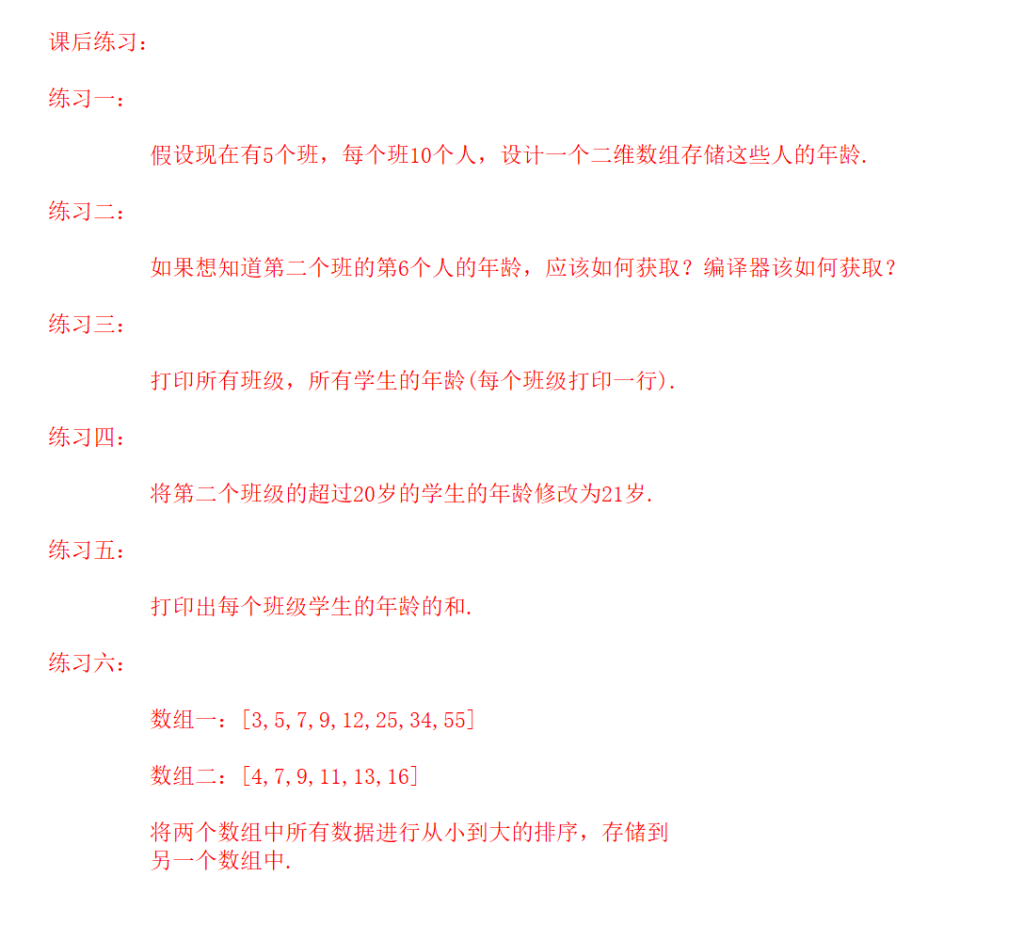 课后练习:
练习一:
假设现在有5个班，每个班10个人，设计一个二维数组存储这些人的年龄.
练习二:
如果想知道第二个班的第6个人的年龄，应该如何获取？编译器该如何获取？
练习三:
打印所有班级，所有学生的年龄(每个班级打印一行).
练习四:
将第二个班级的超过20岁的学生的年龄修改为21岁.
练习五:
打印出每个班级学生的年龄的和.
练习六:
数组一：[3,5,7,9,12,25,34,55]
数组二：[4,7,9,11,13,16]
将两个数组中所有数据进行从小到大的排序，存储到
另一个数组中.